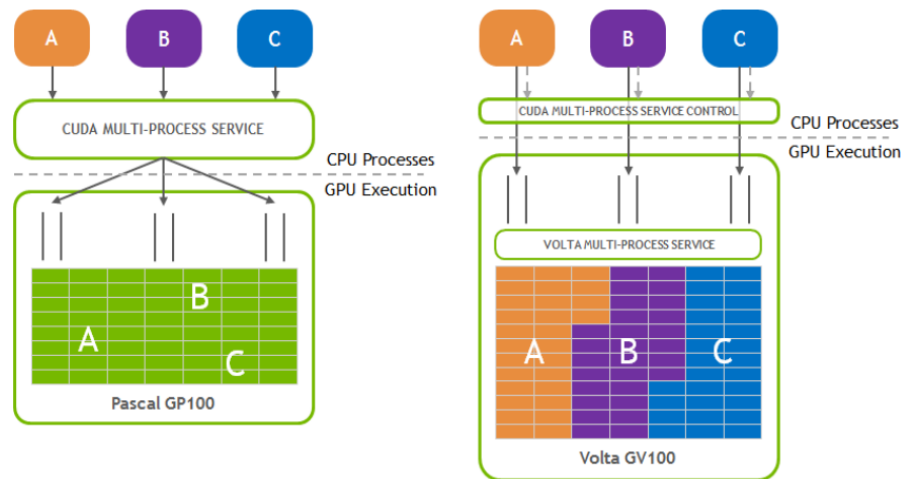 A B C
CUDA MULTI-PROCESS SERVICE
CPU Processes
GPU Execution
B
A
C
Pascal GP100
A B C
CUDA MULTI-PROCESS SERVICE CONTROL
CPU Processes
GPU Execution
VOLTA MULTI-PROCESS SERVICE
A B C
Volta GV100